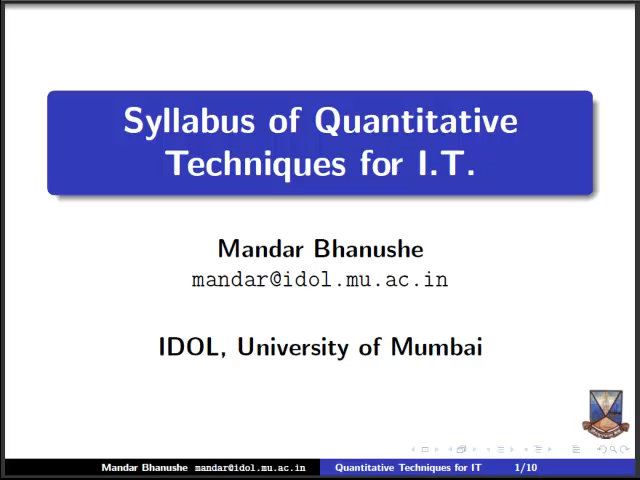 Syllabus of Quantitative
Techniques for I.T.
Mandar Bhanushe
mandar@idol.mu.ac.in
IDOL, University of Mumbai
Mandar Bhanushe mandar@idol.mu.ac.in Quantitative Techniques for IT 1/10